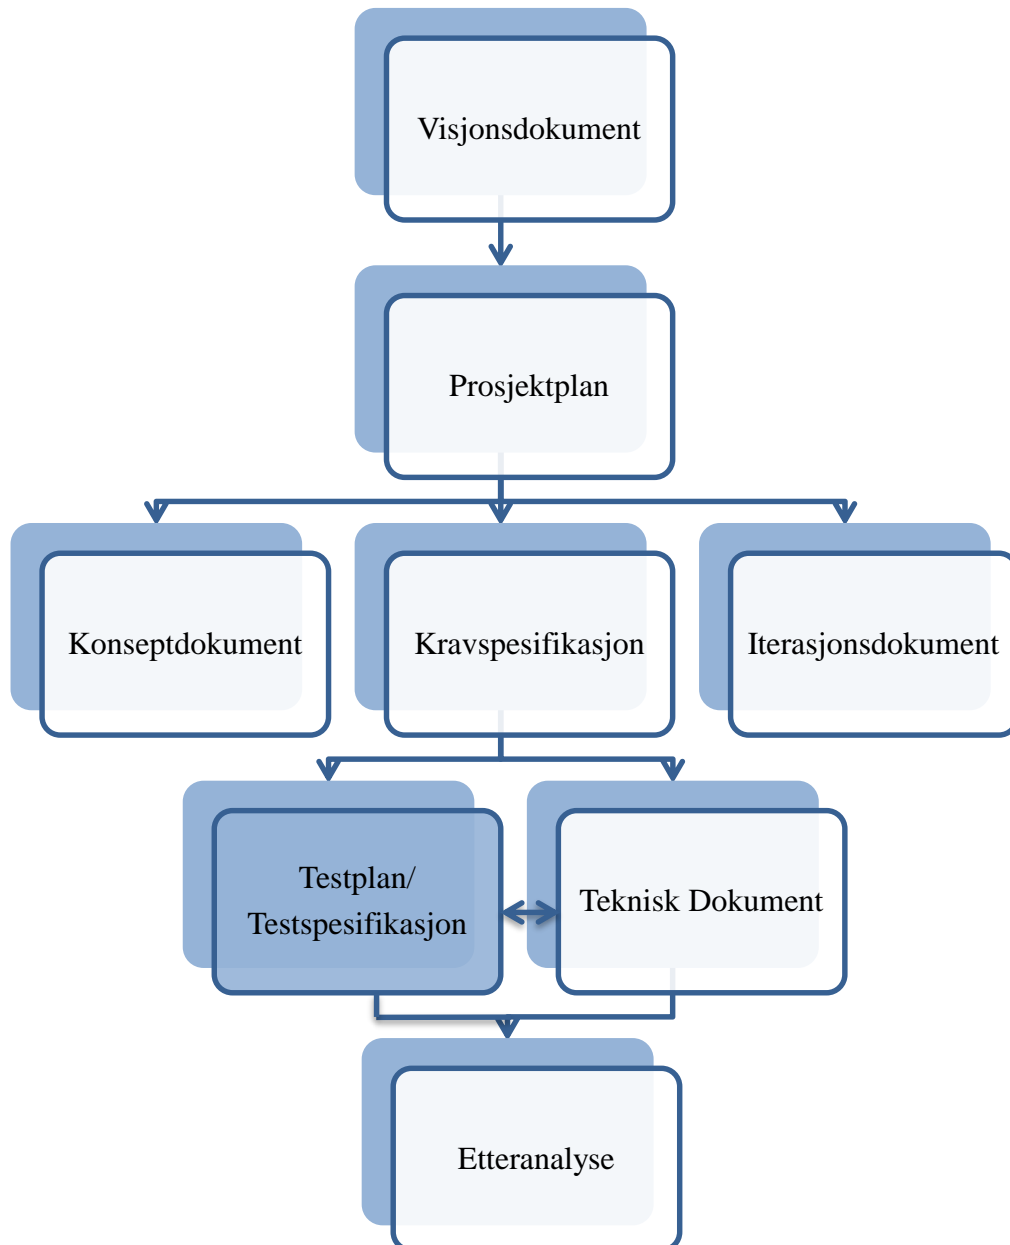 Visjonsdokument
Prosjektplan
Konseptdokument
Kravspesifikasjon
Iterasjonsdokument
Testplan/
Testspesifikasjon
Teknisk Dokument
Etteranalyse